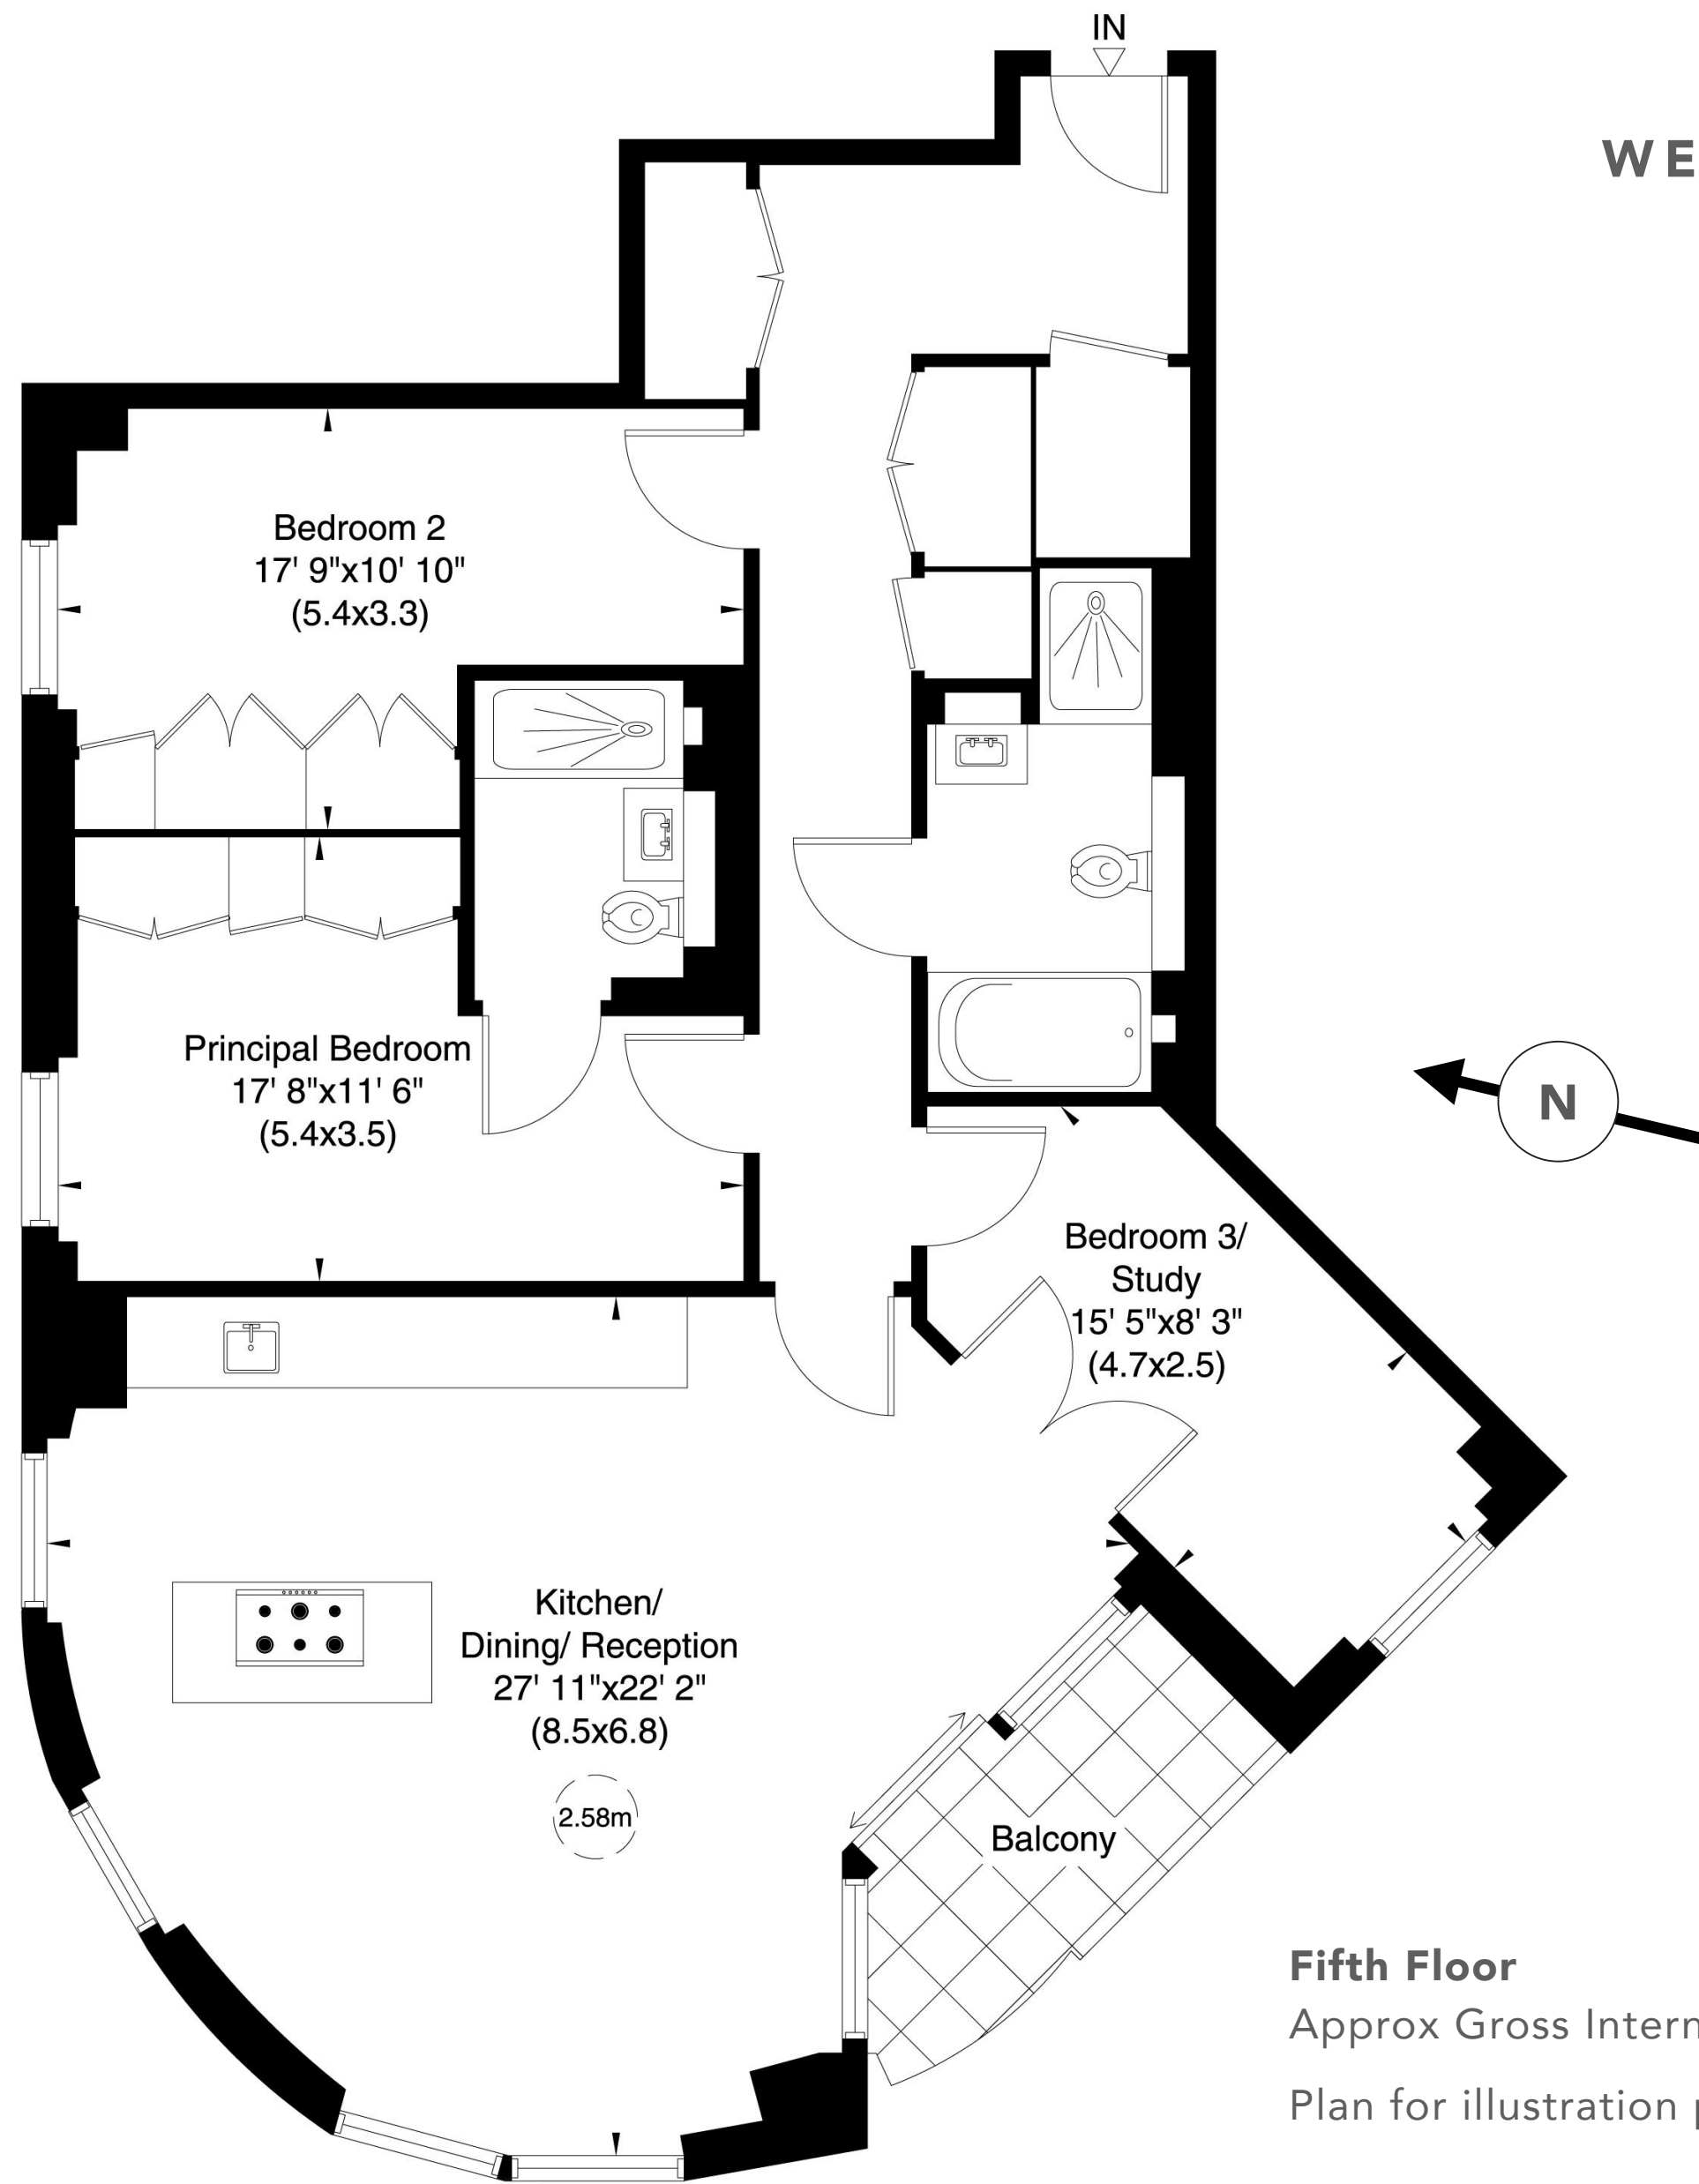 IN
WE
Bedroom 2
17' 9"x10' 10"
(5.4x3.3)
Principal Bedroom
17' 8"x11' 6"
(5.4x3.5)
N
Bedroom 3/
Study
15' 5"x8' 3"
(4.7x2.5)
Kitchen/
Dining/ Reception
27' 11"x22' 2"
(8.5x6.8)
2.58m
Balcony
Fifth Floor
Approx Gross Intern
Plan for illustration p